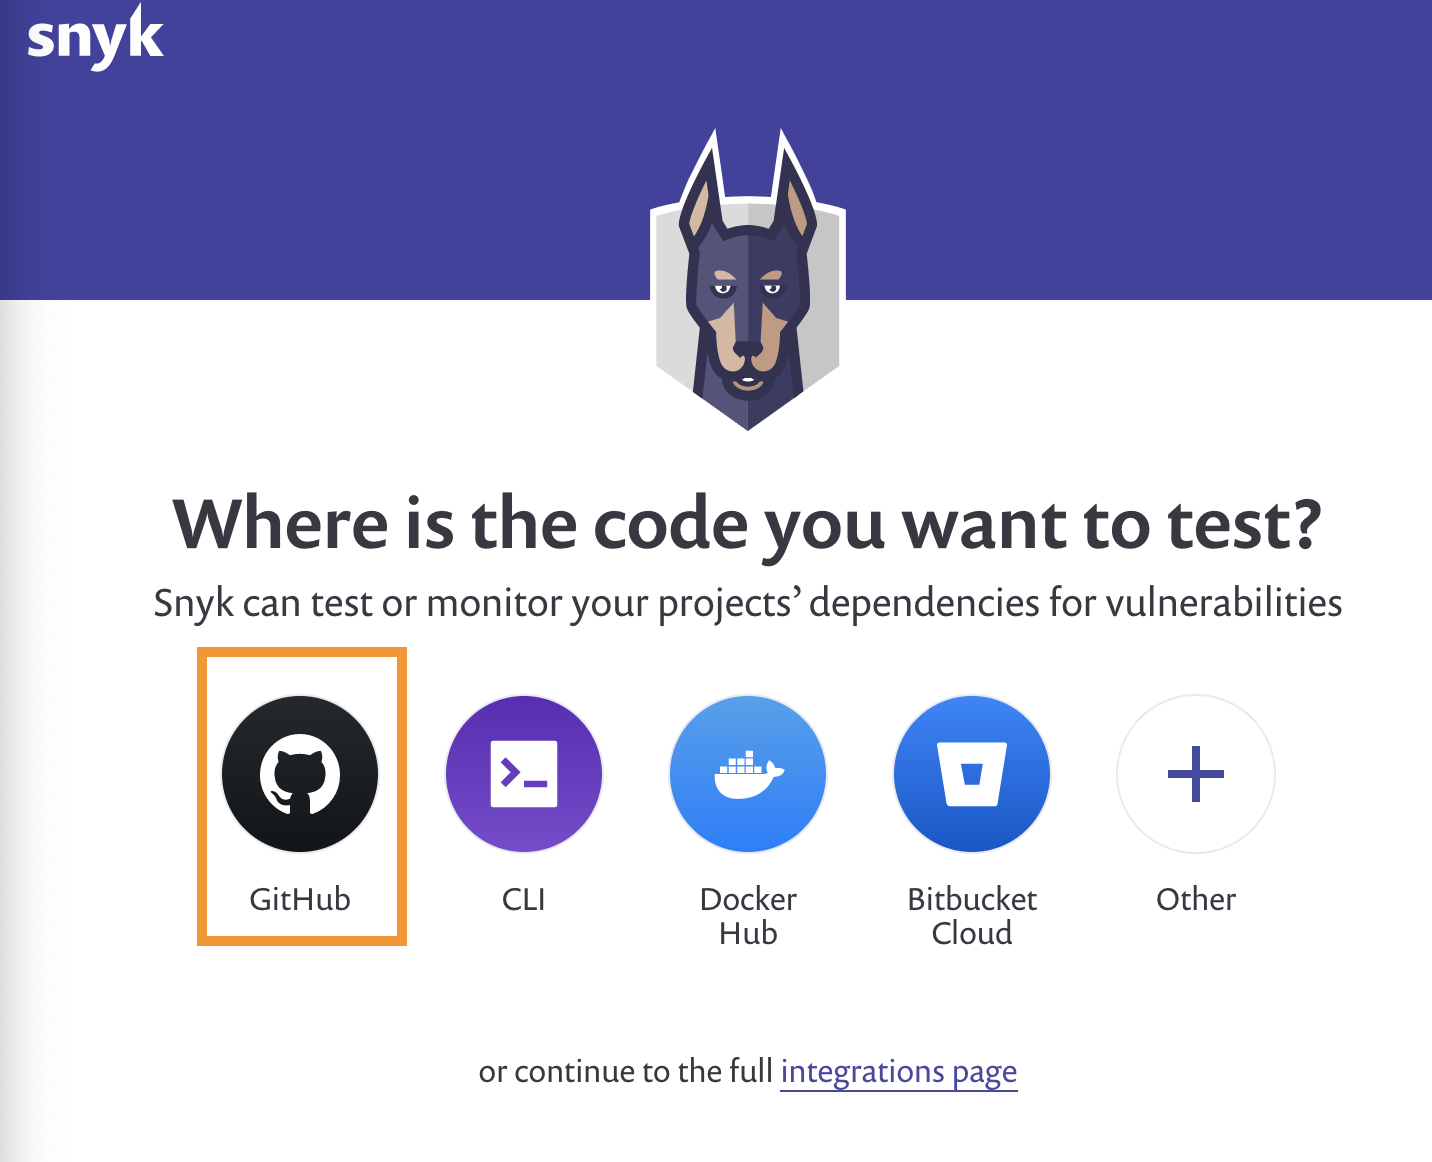 snyk
Where is the code you want to test?
Snyk can test or monitor your projects’ dependencies for vulnerabilities
GitHub
CLI
Docker
Hub
Bitbucket
Cloud
Other
or continue to the full integrations page